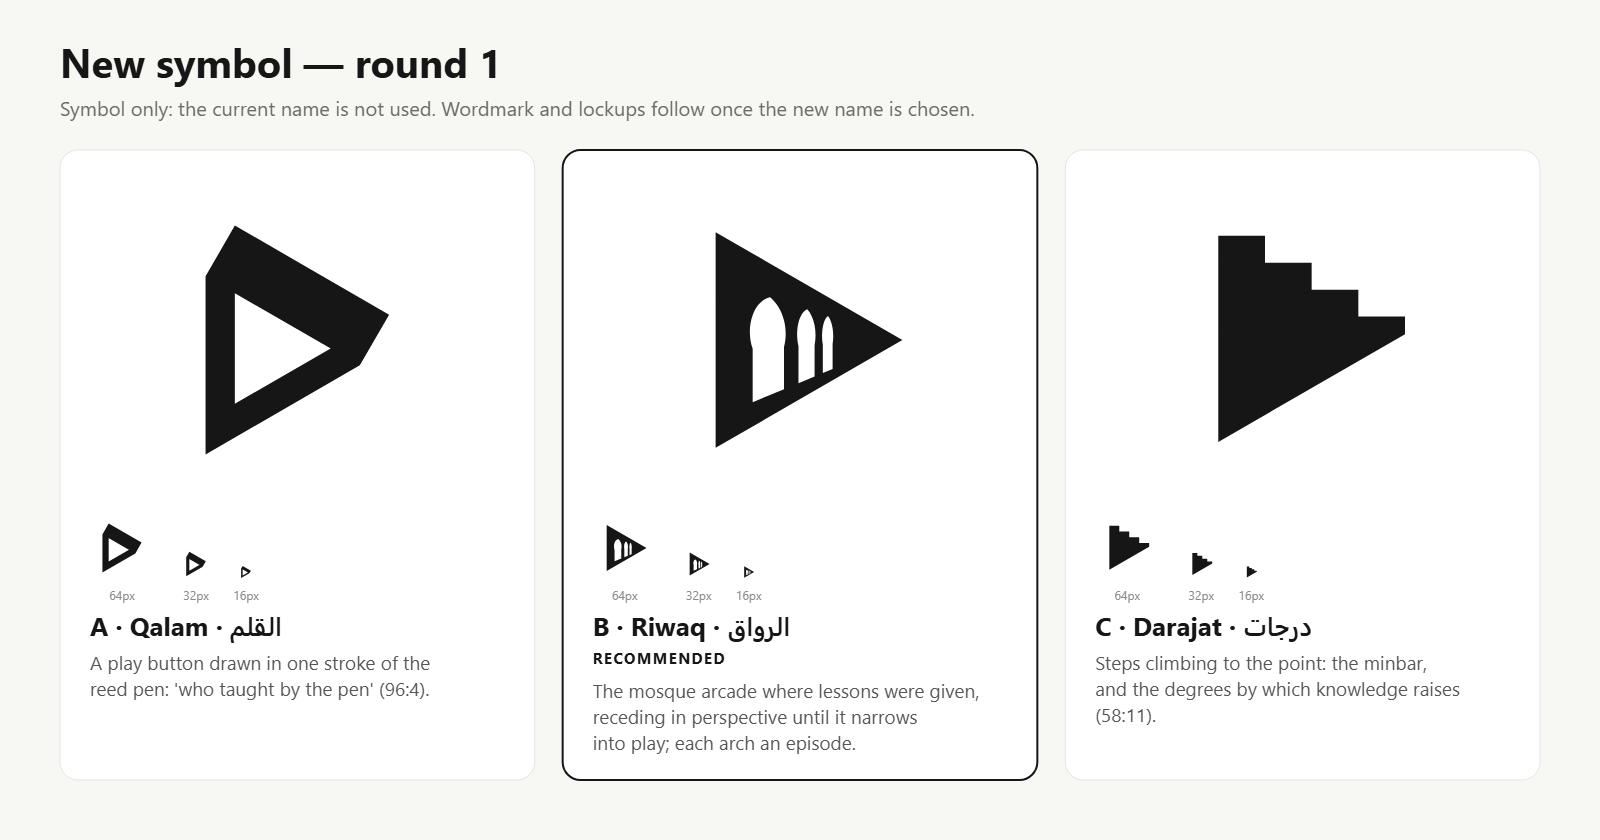 New symbol — round 1
Symbol only: the current name is not used. Wordmark and lockups follow once the new name is chosen.
64px 32px 16px
A · Qalam · القلم
A play button drawn in one stroke of the
reed pen: 'who taught by the pen' (96:4).
64px 32px 16px
B · Riwaq · الرواق
RECOMMENDED
The mosque arcade where lessons were given,
receding in perspective until it narrows
into play; each arch an episode.
64px 32px 16px
C · Darajat · درجات
Steps climbing to the point: the minbar,
and the degrees by which knowledge raises
(58:11).